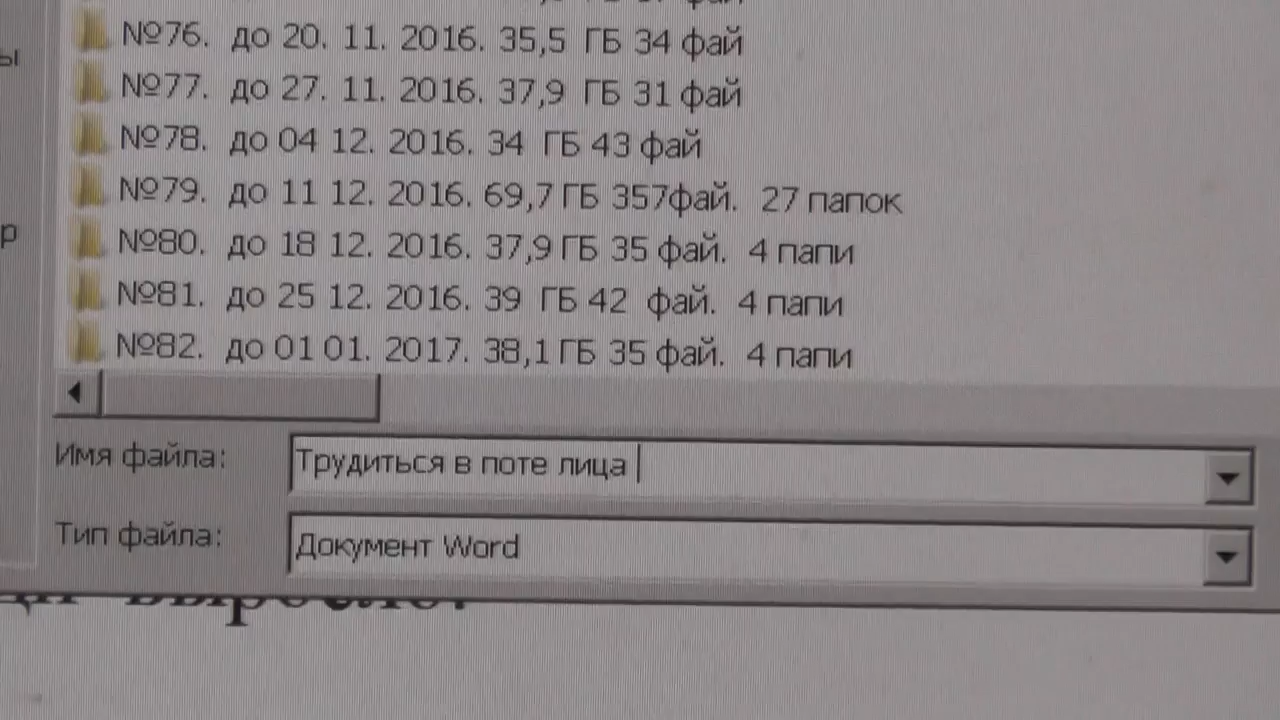 №76. до 20. 11. 2016. 35,5 ГБ 34 фай
№77. до 27. 11. 2016. 37,9 ГБ 31 фай
№78. до 04 12. 2016. 34 ГБ 43 фай
№79. до 11 12. 2016. 69,7 ГБ 357фай. 27 папок
№80. до 18 12. 2016. 37,9 ГБ 35 фай. 4 папи
№81. до 25 12. 2016. 39 ГБ 42 фай. 4 папи
№82. до 01 01. 2017. 38,1 ГБ 35 фай. 4 папи
Имя файла: Трудиться в поте лица
Тип файла: Документ Word